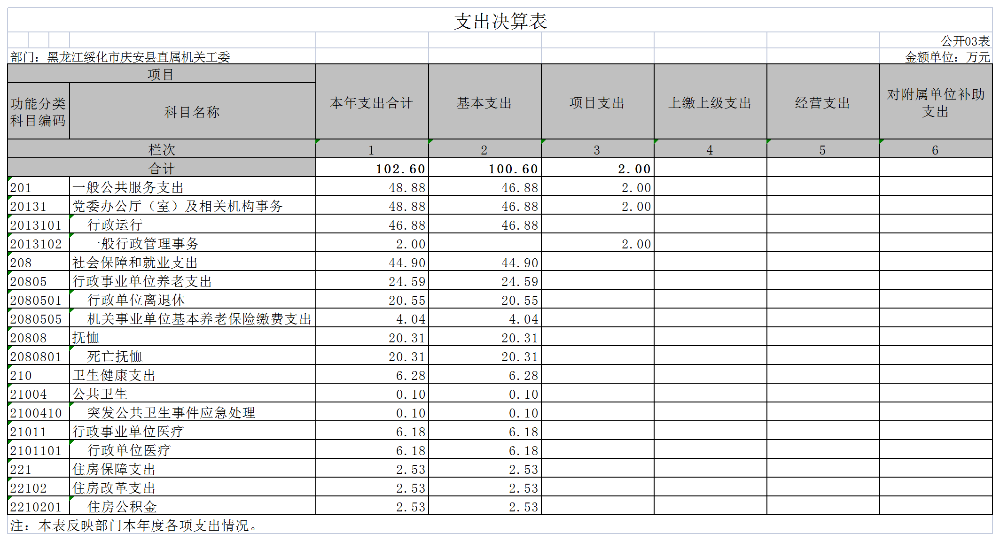 支出决算表
公开03表
部门：黑龙江绥化市庆安县直属机关工委 金额单位：万元
项目 本年支出合计 基本支出 项目支出 上缴上级支出 经营支出 对附属单位补助支出
功能分类科目编码 科目名称
栏次 1 2 3 4 5 6
合计 102.60 100.60 2.00
201 一般公共服务支出 48.88 46.88 2.00
20131 党委办公厅（室）及相关机构事务 48.88 46.88 2.00
2013101 行政运行 46.88 46.88
2013102 一般行政管理事务 2.00 2.00
208 社会保障和就业支出 44.90 44.90
20805 行政事业单位养老支出 24.59 24.59
2080501 行政单位离退休 20.55 20.55
2080505 机关事业单位基本养老保险缴费支出 4.04 4.04
20808 抚恤 20.31 20.31
2080801 死亡抚恤 20.31 20.31
210 卫生健康支出 6.28 6.28
21004 公共卫生 0.10 0.10
2100410 突发公共卫生事件应急处理 0.10 0.10
21011 行政事业单位医疗 6.18 6.18
2101101 行政单位医疗 6.18 6.18
221 住房保障支出 2.53 2.53
22102 住房改革支出 2.53 2.53
2210201 住房公积金 2.53 2.53
注：本表反映部门本年度各项支出情况。